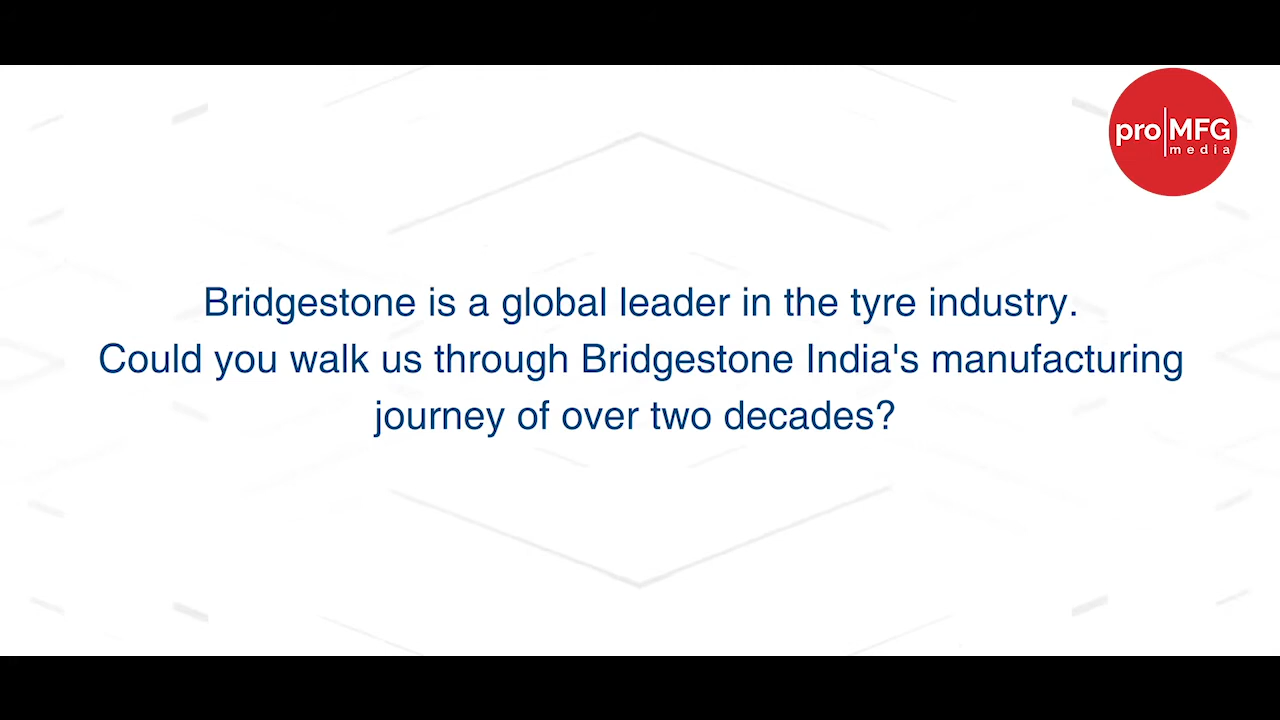 pro MFG
media
Bridgestone is a global leader in the tyre industry.
Could you walk us through Bridgestone India's manufacturing
journey of over two decades?